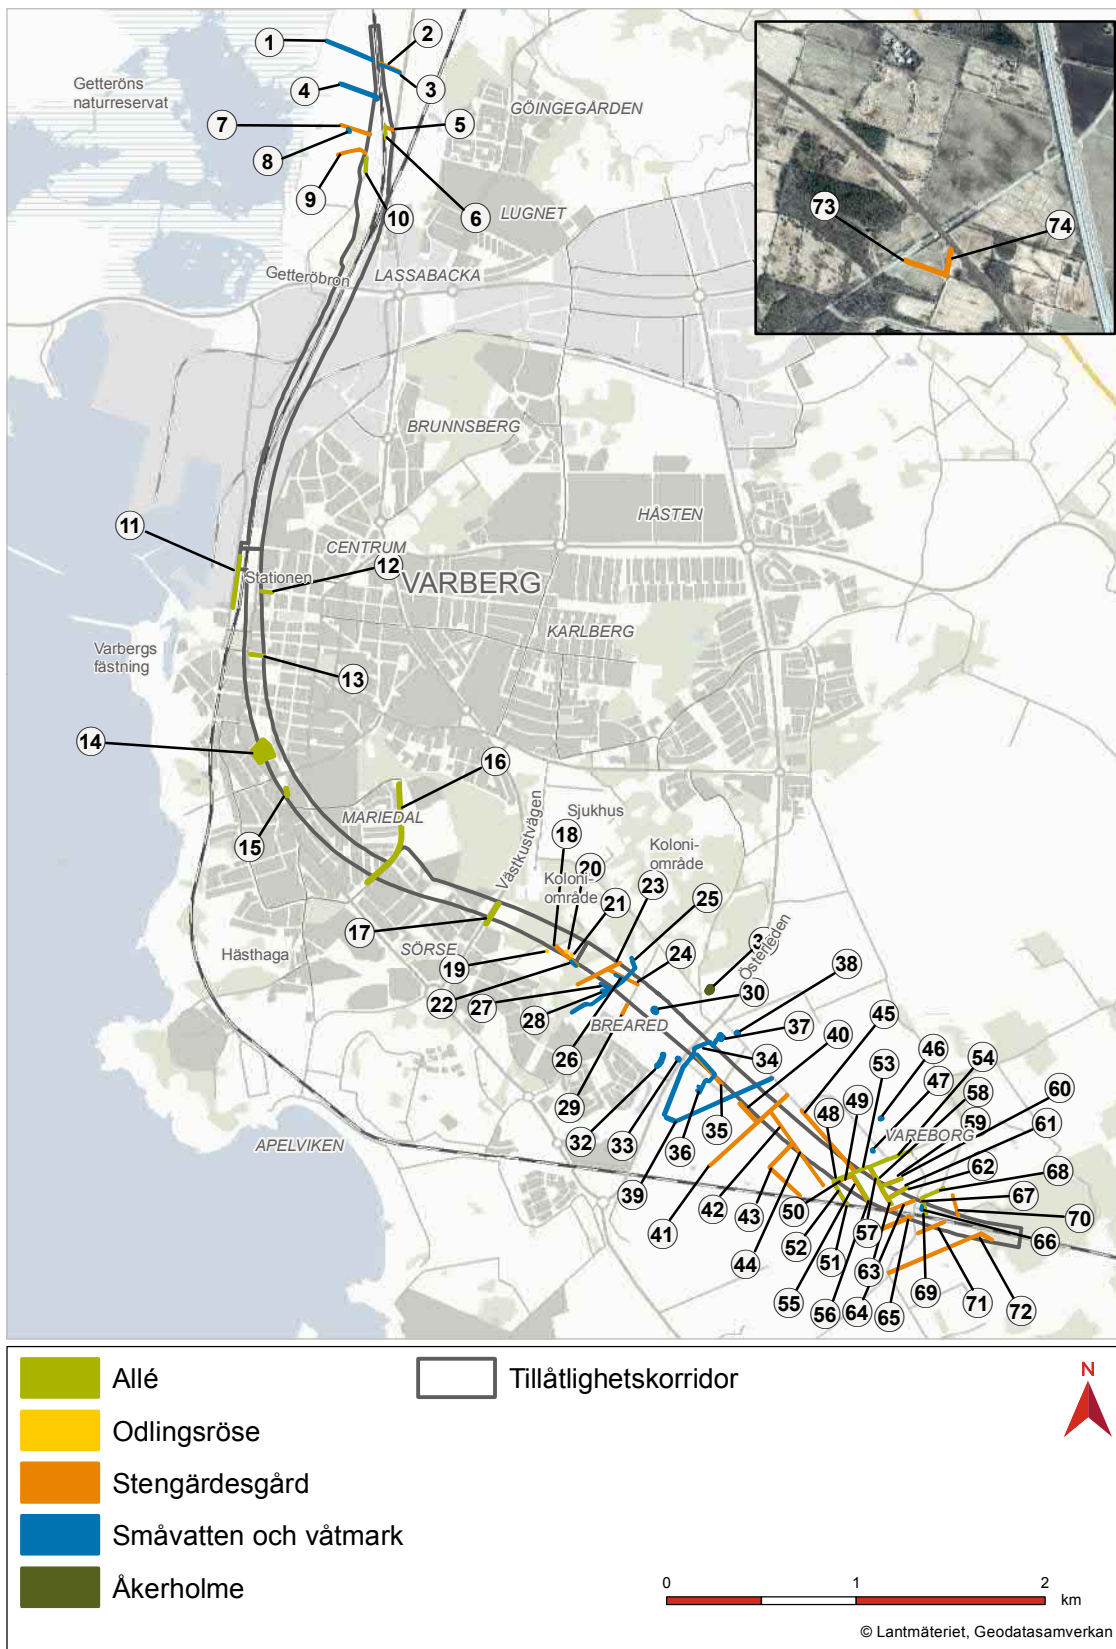 1
2
3
4
Getteröns
naturreservat
GÖINGEGÅRDEN
7
5
8
9
10
6
LUGNET
73
74
Getteröbron
LASSABACKA
BRUNNSBERG
HÅSTEN
11
CENTRUM
12
Stationen
VARBERG
KARLBERG
Varbergs
fästning
13
14
16
MARIEDAL
15
Västkustvägen
Sjukhus
18
20
Koloni-
område
Koloni-
område
21
23
25
17
SÖRSE
19
Hästhaga
22
24
27
28
Österleden
30
38
BREARED
26
37
29
34
40
45
46
53
54
47
58
60
49
59
48
61
32
33
36
35
VAREBORG
APELVIKEN
39
62
68
50
67
42
43
41
52
57
70
51
66
44
63
55
56
64
65
69
71
72
Allé
Tillåtlighetskorridor
N
Odlingsröse
Stengärdesgård
Småvatten och våtmark
Åkerholme
0 1 2
km
© Lantmäteriet, Geodatasamverkan